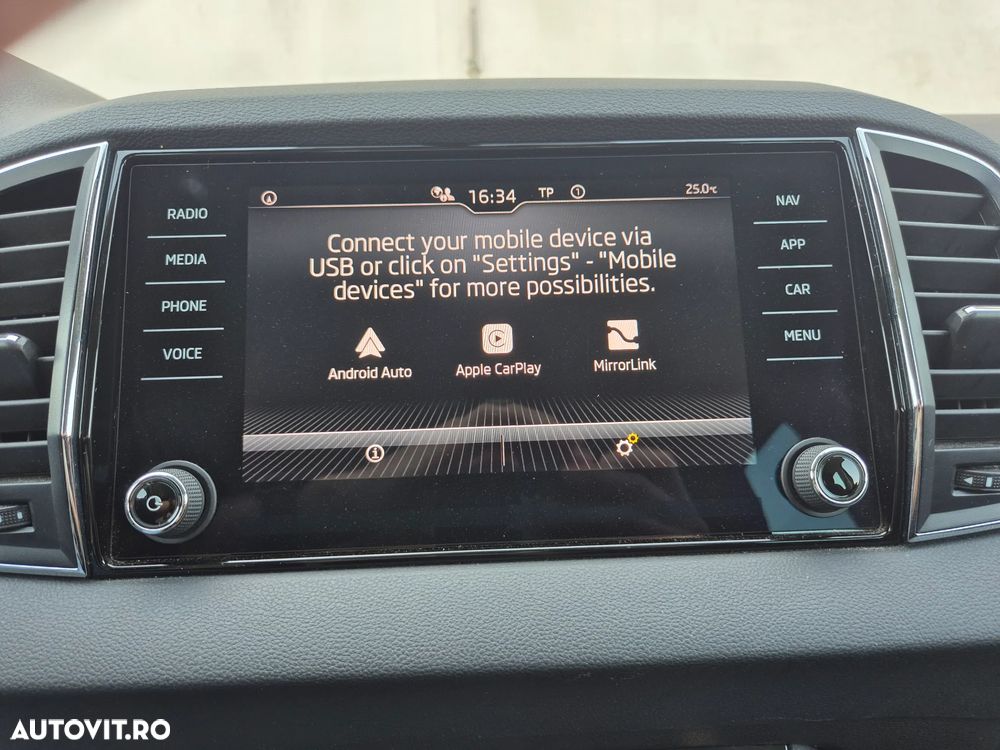 RADIO
MEDIA
PHONE
VOICE
16:34
TP
1
25.0°C
Connect your mobile device via
USB or click on "Settings" - "Mobile
devices" for more possibilities.
Android Auto
Apple CarPlay
MirrorLink
NAV
APP
CAR
MENU
AUTOVIT.RO